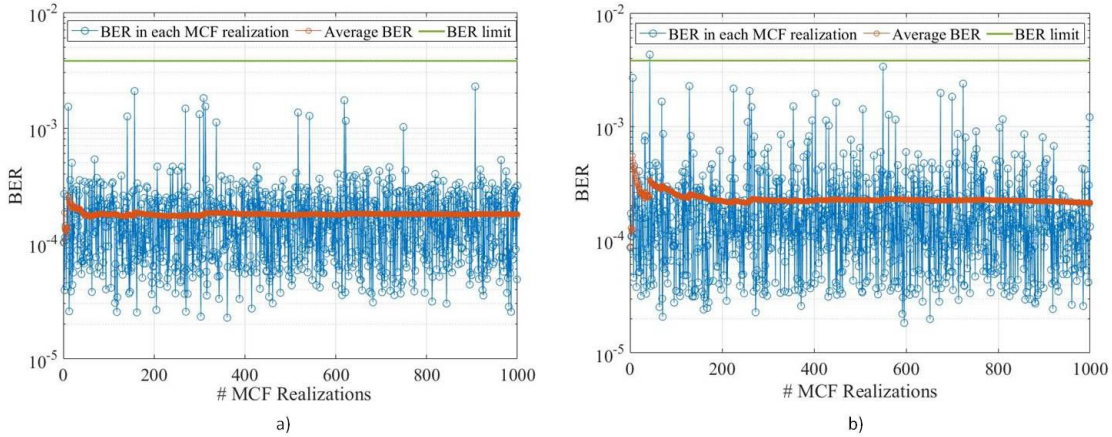 10^-2
BER in each MCF realization Average BER BER limit
10^-3
BER
10^-4
10^-5
0 200 400 600 800 1000
# MCF Realizations
a)
10^-2
BER in each MCF realization Average BER BER limit
10^-3
BER
10^-4
10^-5
0 200 400 600 800 1000
# MCF Realizations
b)